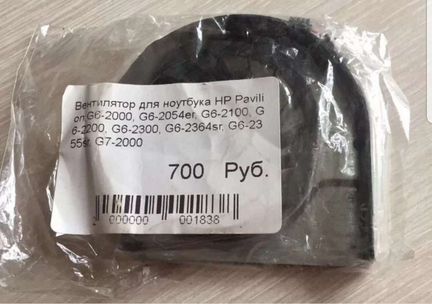 Вентилятор для ноутбука HP Pavili
on G6-2000, G6-2054er, G6-2100, G
6-2200, G6-2300, G6-2364sr, G6-23
55sr, G7-2000
700 Руб.
2 000000 001838